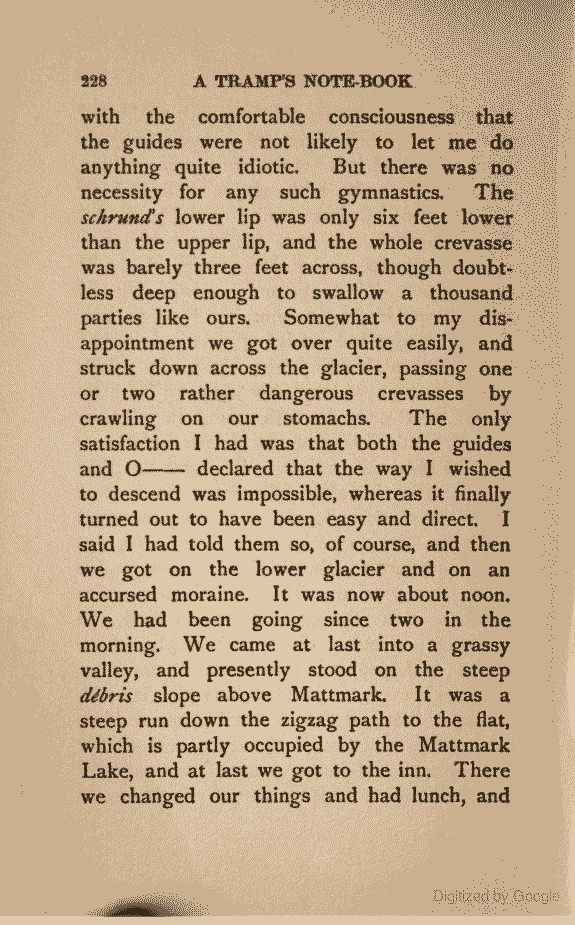 228 A TRAMP'S NOTE-BOOK
with the comfortable consciousness that
the guides were not likely to let me do
anything quite idiotic. But there was no
necessity for any such gymnastics. The
schrund's lower lip was only six feet lower
than the upper lip, and the whole crevasse
was barely three feet across, though doubt-
less deep enough to swallow a thousand
parties like ours. Somewhat to my dis-
appointment we got over quite easily, and
struck down across the glacier, passing one
or two rather dangerous crevasses by
crawling on our stomachs. The only
satisfaction I had was that both the guides
and O—— declared that the way I wished
to descend was impossible, whereas it finally
turned out to have been easy and direct. I
said I had told them so, of course, and then
we got on the lower glacier and on an
accursed moraine. It was now about noon.
We had been going since two in the
morning. We came at last into a grassy
valley, and presently stood on the steep
débris slope above Mattmark. It was a
steep run down the zigzag path to the flat,
which is partly occupied by the Mattmark
Lake, and at last we got to the inn. There
we changed our things and had lunch, and
Digitized by Google